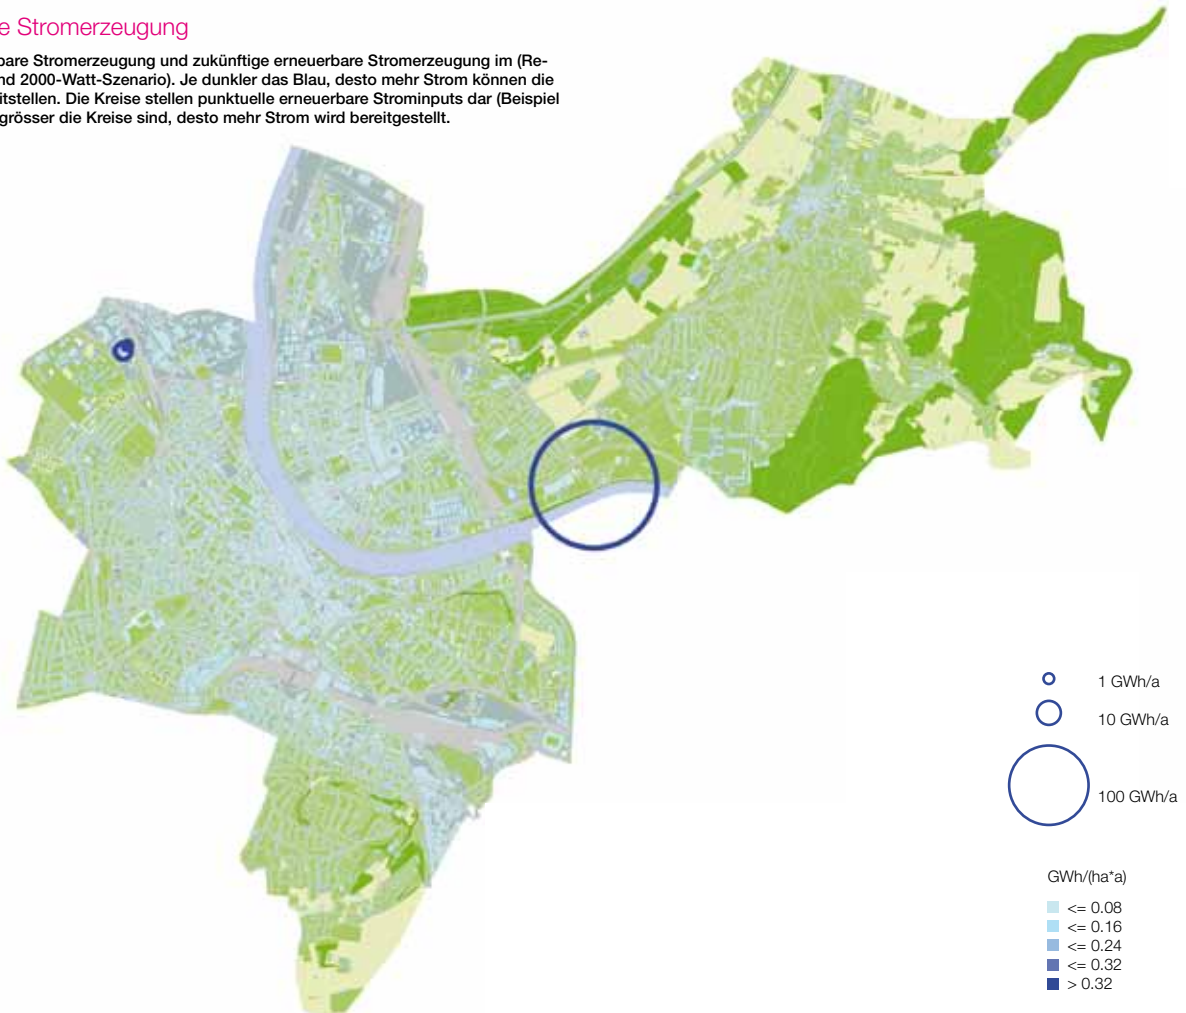 e Stromerzeugung
bare Stromerzeugung und zukünftige erneuerbare Stromerzeugung im (Re-
nd 2000-Watt-Szenario). Je dunkler das Blau, desto mehr Strom können die
itstellen. Die Kreise stellen punktuelle erneuerbare Strominputs dar (Beispiel
grösser die Kreise sind, desto mehr Strom wird bereitgestellt.
1 GWh/a
10 GWh/a
100 GWh/a
GWh/(ha*a)
<= 0.08
<= 0.16
<= 0.24
<= 0.32
> 0.32